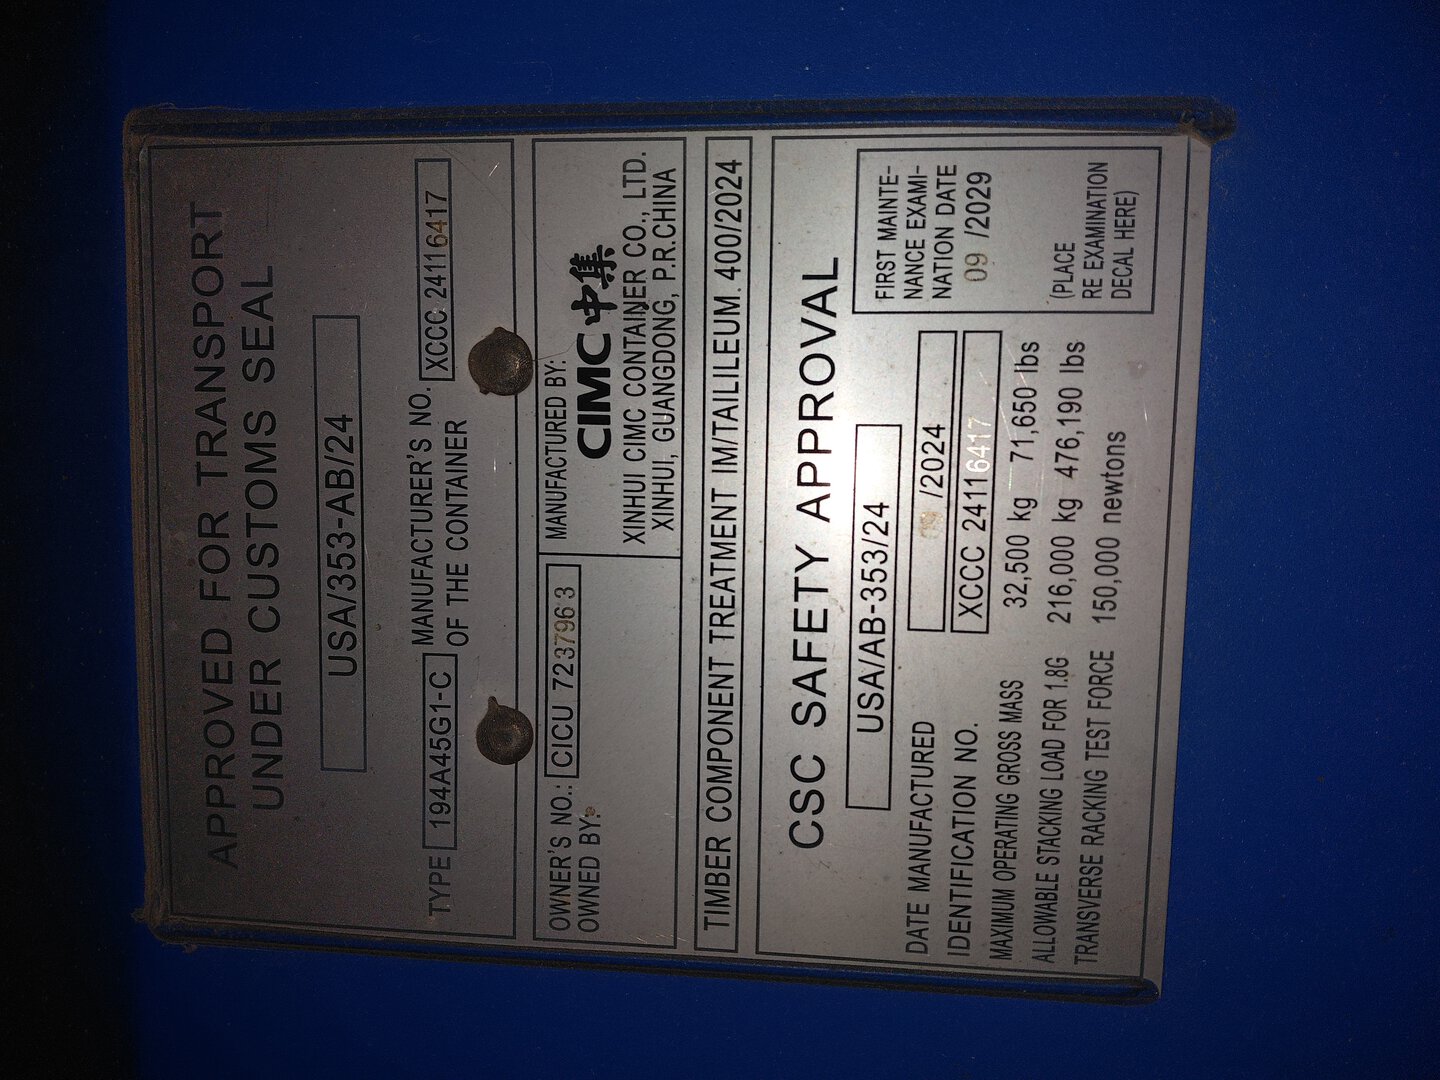 APPROVED FOR TRANSPORT
UNDER CUSTOMS SEAL
USA/353-AB/24
TYPE 194A45G1-C MANUFACTURER'S NO. XCCC 24116417
OF THE CONTAINER
OWNER'S NO.: CICU 723796 3
OWNED BY:
MANUFACTURED BY:
CIMC 中集
XINHUI CIMC CONTAINER CO., LTD.
XINHUI, GUANGDONG, P.R.CHINA
TIMBER COMPONENT TREATMENT IM/TAILILEUM. 400/2024
CSC SAFETY APPROVAL
USA/AB-353/24
DATE MANUFACTURED /2024
IDENTIFICATION NO. XCCC 24116417
MAXIMUM OPERATING GROSS MASS 32,500 kg 71,650 lbs
ALLOWABLE STACKING LOAD FOR 1.8G 216,000 kg 476,190 lbs
TRANSVERSE RACKING TEST FORCE 150,000 newtons
FIRST MAINTE-
NANCE EXAMI-
NATION DATE
09 /2029
(PLACE
RE EXAMINATION
DECAL HERE)